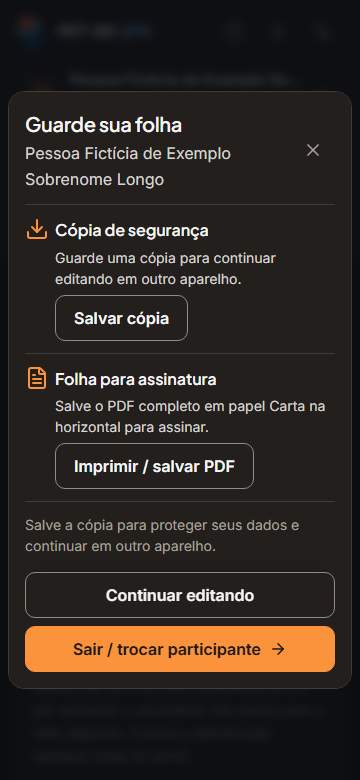 Guarde sua folha
Pessoa Fictícia de Exemplo
Sobrenome Longo
Cópia de segurança
Guarde uma cópia para continuar
editando em outro aparelho.
Salvar cópia
Folha para assinatura
Salve o PDF completo em papel Carta na
horizontal para assinar.
Imprimir / salvar PDF
Salve a cópia para proteger seus dados e
continuar em outro aparelho.
Continuar editando
Sair / trocar participante